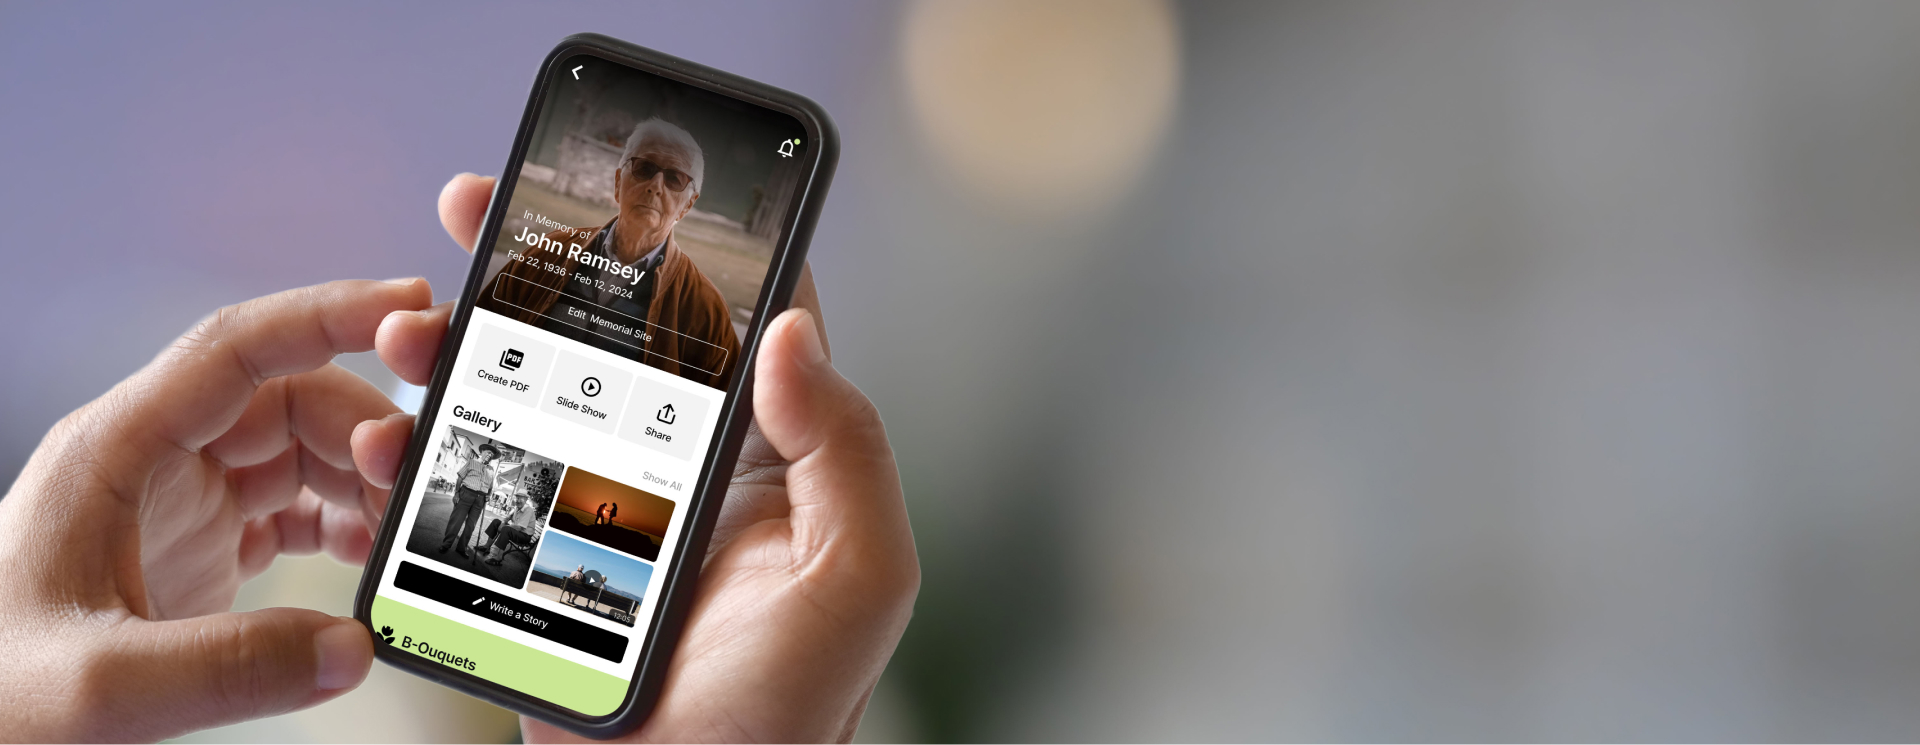 In Memory of
John Ramsey
Feb 22, 1936 - Feb 12, 2024
Edit Memorial Site
PDF
Create PDF
Slide Show
Share
Gallery
Show All
12:05
Write a Story
B-Ouquets